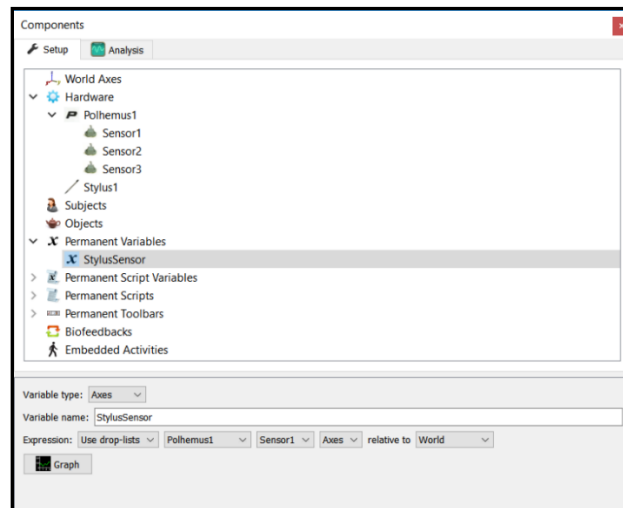 Components
Setup Analysis
World Axes
Hardware
Polhemus1
Sensor1
Sensor2
Sensor3
Stylus1
Subjects
Objects
Permanent Variables
StylusSensor
Permanent Script Variables
Permanent Scripts
Permanent Toolbars
Biofeedbacks
Embedded Activities
Variable type: Axes
Variable name: StylusSensor
Expression: Use drop-lists Polhemus1 Sensor1 Axes relative to World
Graph